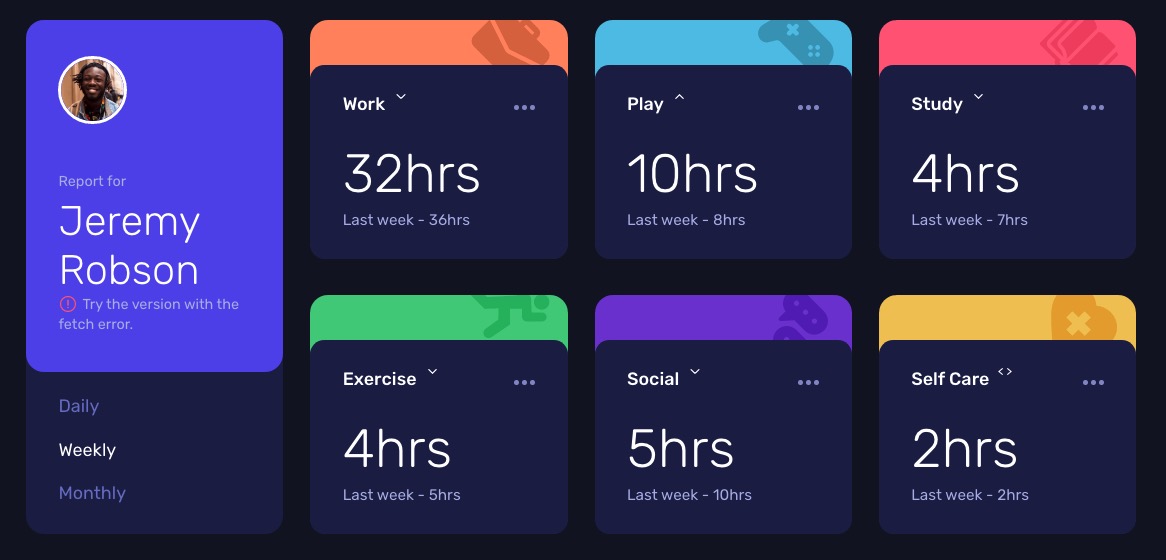 Report for
Jeremy
Robson
Try the version with the
fetch error.
Daily
Weekly
Monthly
Work
32hrs
Last week - 36hrs
Play
10hrs
Last week - 8hrs
Study
4hrs
Last week - 7hrs
Exercise
4hrs
Last week - 5hrs
Social
5hrs
Last week - 10hrs
Self Care
2hrs
Last week - 2hrs